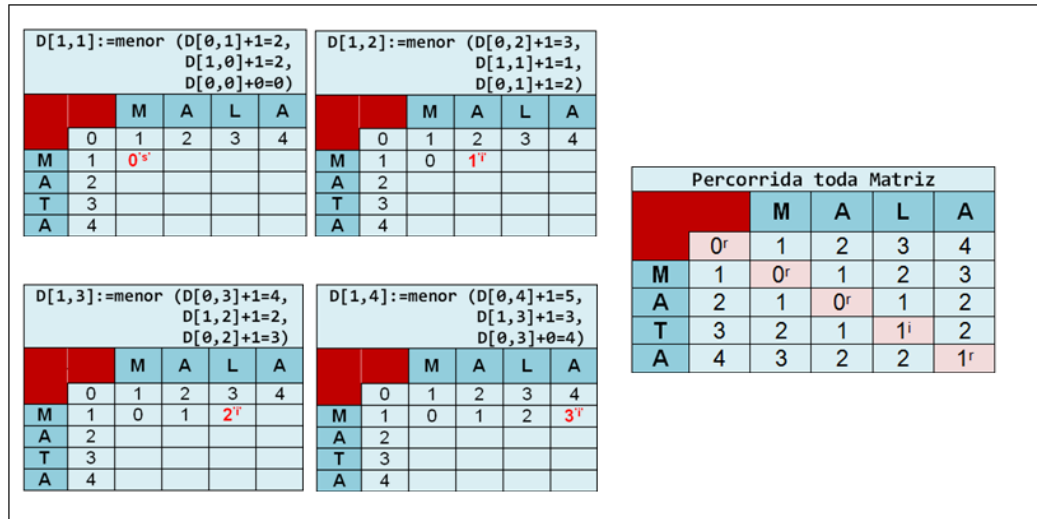 D[1,1]:=menor (D[0,1]+1=2,
D[1,0]+1=2,
D[0,0]+0=0)
M A L A
0 1 2 3 4
M 1 0's'
A 2
T 3
A 4
D[1,2]:=menor (D[0,2]+1=3,
D[1,1]+1=1,
D[0,1]+1=2)
M A L A
0 1 2 3 4
M 1 0 1'i'
A 2
T 3
A 4
D[1,3]:=menor (D[0,3]+1=4,
D[1,2]+1=2,
D[0,2]+1=3)
M A L A
0 1 2 3 4
M 1 0 1 2'i'
A 2
T 3
A 4
D[1,4]:=menor (D[0,4]+1=5,
D[1,3]+1=3,
D[0,3]+0=4)
M A L A
0 1 2 3 4
M 1 0 1 2 3'i'
A 2
T 3
A 4
Percorrida toda Matriz
M A L A
0r 1 2 3 4
M 1 0r 1 2 3
A 2 1 0r 1 2
T 3 2 1 1i 2
A 4 3 2 2 1r